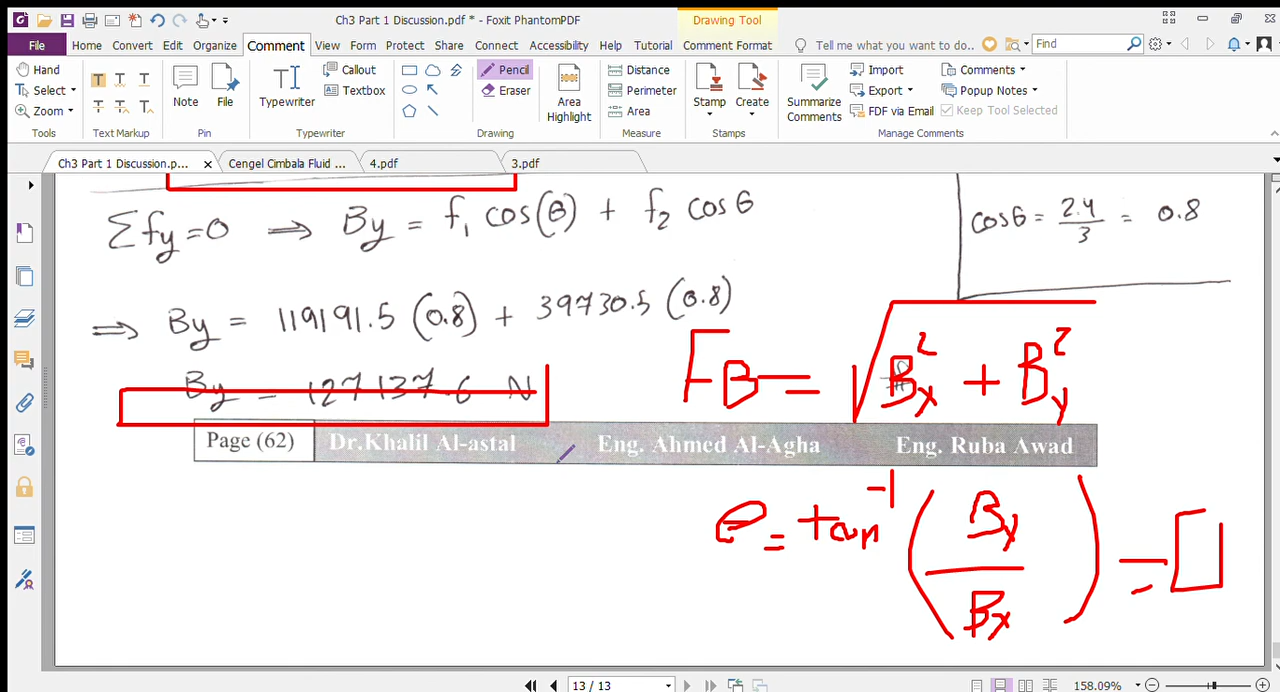 Ch3 Part 1 Discussion.pdf * - Foxit PhantomPDF
Drawing Tool
File Home Convert Edit Organize Comment View Form Protect Share Connect Accessibility Help Tutorial Comment Format Tell me what you want to do.. Find
Hand
Select
Zoom
Tools
Text Markup
Note
File
Pin
Typewriter
Callout
Textbox
Typewriter
Pencil
Eraser
Drawing
Area Highlight
Distance
Perimeter
Area
Measure
Stamp
Create
Stamps
Summarize Comments
Import
Export
FDF via Email
Comments
Popup Notes
Keep Tool Selected
Manage Comments
Ch3 Part 1 Discussion.p... × Cengel Cimbala Fluid ... 4.pdf 3.pdf
Σfy=0 ⟹ By = f₁ cos(θ) + f₂ cosθ
cosθ = 2.4/3 = 0.8
⟹ By = 119191.5 (0.8) + 39730.5 (0.8)
By = 127137.6 N
FB = √(Bx² + By²)
Page (62) Dr.Khalil Al-astal Eng. Ahmed Al-Agha Eng. Ruba Awad
θ = tan⁻¹ (By/Bx) =
13 / 13
158.09%